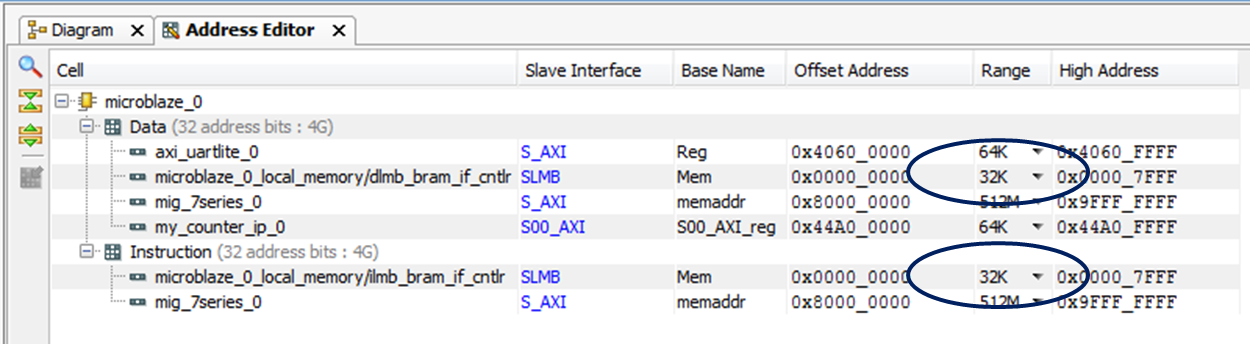 Diagram Address Editor
Cell Slave Interface Base Name Offset Address Range High Address
microblaze_0
Data (32 address bits : 4G)
axi_uartlite_0 S_AXI Reg 0x4060_0000 64K 0x4060_FFFF
microblaze_0_local_memory/dlmb_bram_if_cntlr SLMB Mem 0x0000_0000 32K 0x0000_7FFF
mig_7series_0 S_AXI memaddr 0x8000_0000 512M 0x9FFF_FFFF
my_counter_ip_0 S00_AXI S00_AXI_reg 0x44A0_0000 64K 0x44A0_FFFF
Instruction (32 address bits : 4G)
microblaze_0_local_memory/ilmb_bram_if_cntlr SLMB Mem 0x0000_0000 32K 0x0000_7FFF
mig_7series_0 S_AXI memaddr 0x8000_0000 512M 0x9FFF_FFFF